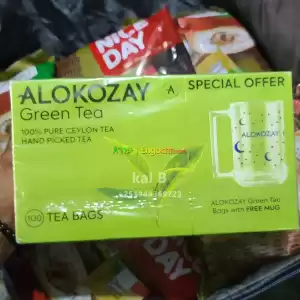 NICE
DAY
ALOKOZAY
Green Tea
100% PURE CEYLON TEA
HAND PICKED TEA
100 TEA BAGS
SPECIAL OFFER
ALOKOZAY
ALOKOZAY Green Tea
Bags with FREE MUG
kal B
DAY